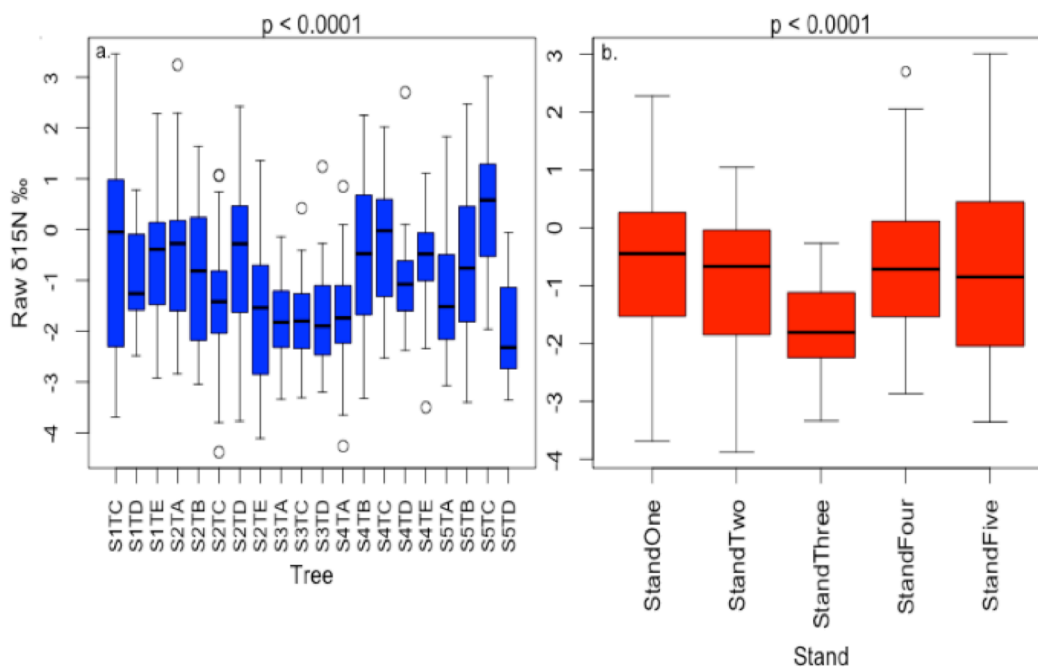 p < 0.0001
a.
Raw δ15N ‰
3
2
1
0
-1
-2
-3
-4
S1TC
S1TD
S1TE
S2TA
S2TB
S2TC
S2TD
S2TE
S3TA
S3TC
S3TD
S4TA
S4TB
S4TC
S4TD
S4TE
S5TA
S5TB
S5TC
S5TD
Tree
p < 0.0001
b.
3
2
1
0
-1
-2
-3
-4
StandOne
StandTwo
StandThree
StandFour
StandFive
Stand